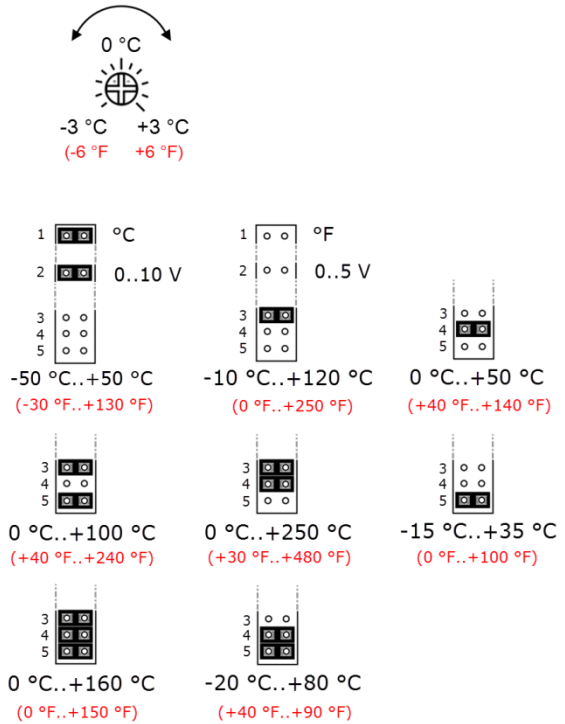 0 °C
-3 °C +3 °C
(-6 °F +6 °F)
1 °C 1 °F
2 0..10 V 2 0..5 V
3 3 3
4 4 4
5 5 5
-50 °C..+50 °C -10 °C..+120 °C 0 °C..+50 °C
(-30 °F..+130 °F) (0 °F..+250 °F) (+40 °F..+140 °F)
3 3 3
4 4 4
5 5 5
0 °C..+100 °C 0 °C..+250 °C -15 °C..+35 °C
(+40 °F..+240 °F) (+30 °F..+480 °F) (0 °F..+100 °F)
3 3
4 4
5 5
0 °C..+160 °C -20 °C..+80 °C
(0 °F..+150 °F) (+40 °F..+90 °F)